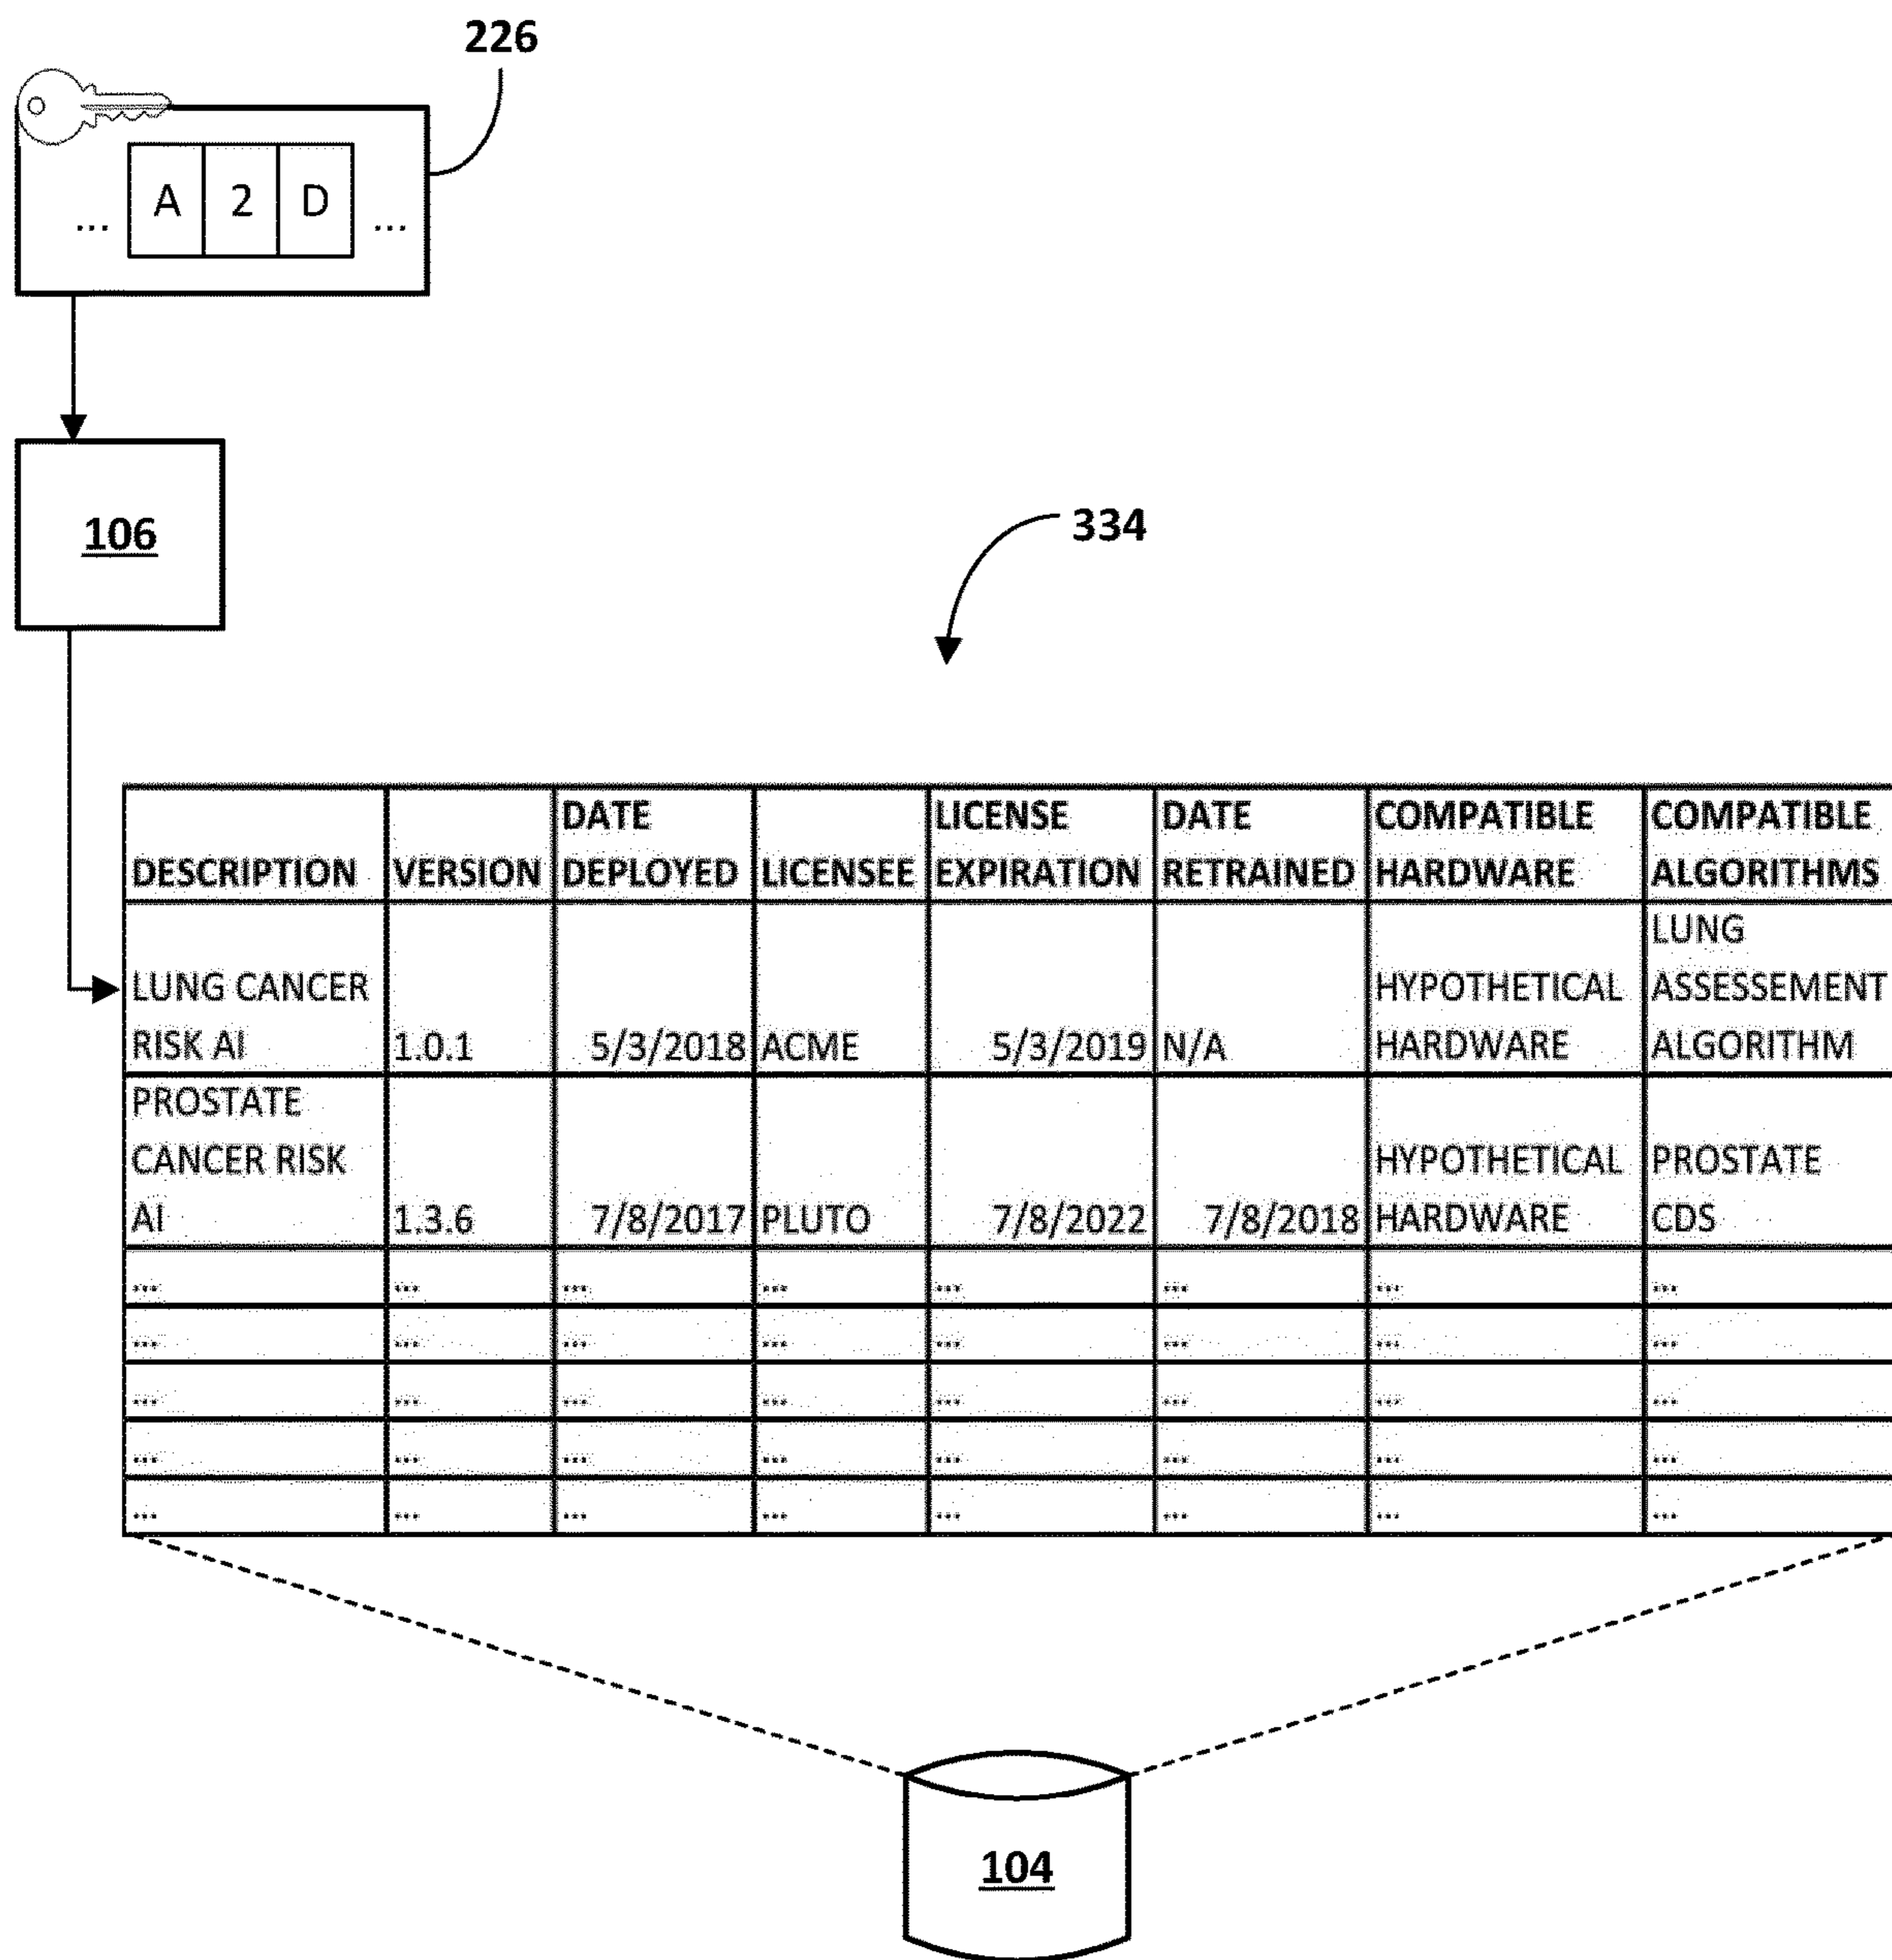 226
... A 2 D ...
106
334
DESCRIPTION VERSION DATE DEPLOYED LICENSEE LICENSE EXPIRATION DATE RETRAINED COMPATIBLE HARDWARE COMPATIBLE ALGORITHMS
LUNG CANCER RISK AI 1.0.1 5/3/2018 ACME 5/3/2019 N/A HYPOTHETICAL HARDWARE LUNG ASSESSEMENT ALGORITHM
PROSTATE CANCER RISK AI 1.3.6 7/8/2017 PLUTO 7/8/2022 7/8/2018 HYPOTHETICAL HARDWARE PROSTATE CDS
... ... ... ... ... ... ... ...
... ... ... ... ... ... ... ...
... ... ... ... ... ... ... ...
... ... ... ... ... ... ... ...
... ... ... ... ... ... ... ...
104